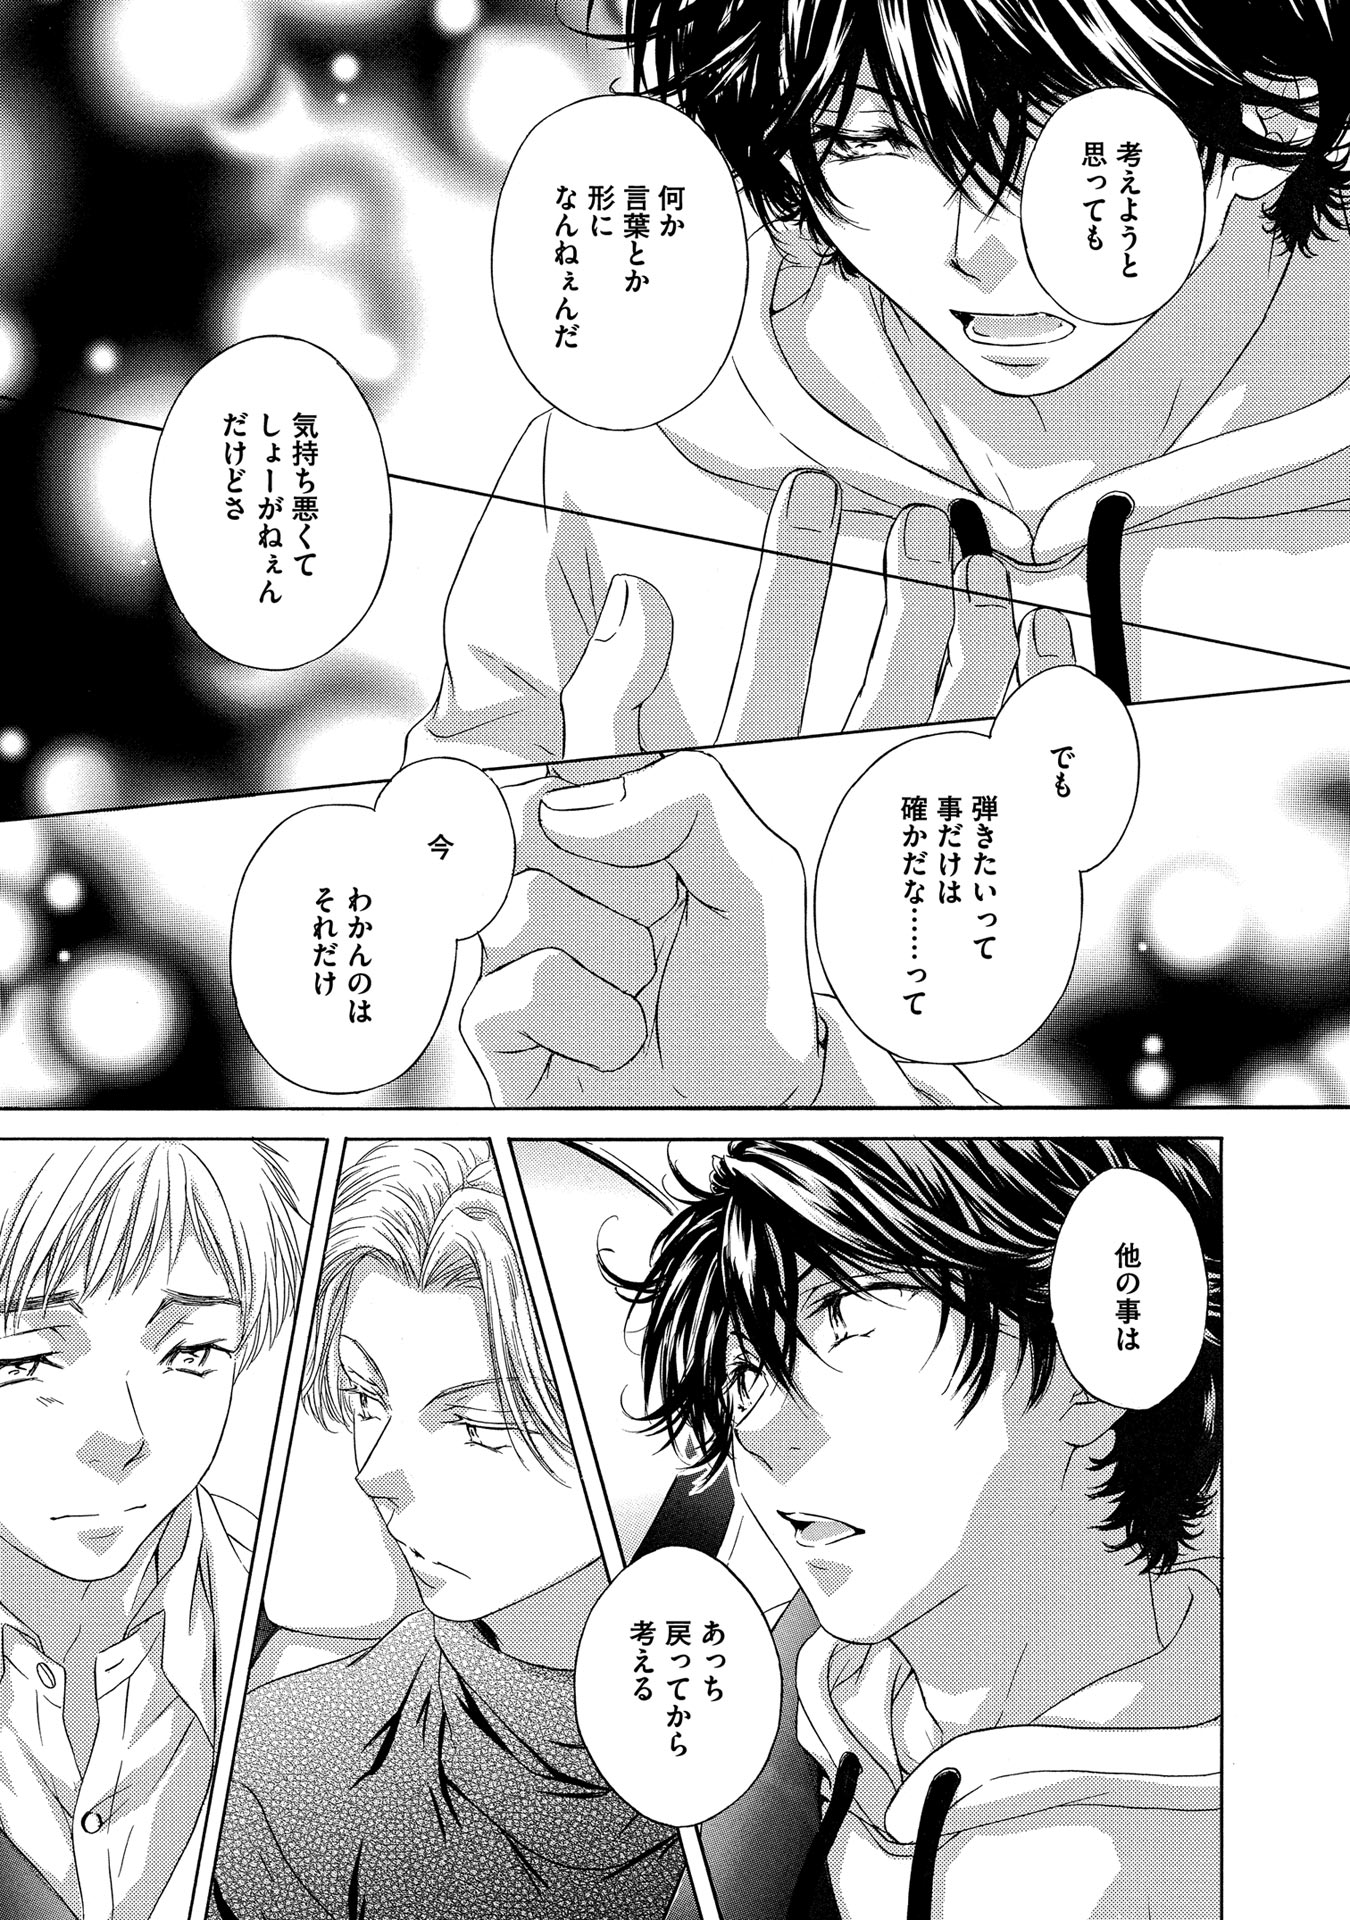 考えようと
思っても
何か
言葉とか
形に
なんねぇんだ
気持ち悪くて
しょーがねぇん
だけどさ
でも
弾きたいって
事だけは
確かだな……って
今
わかんのは
それだけ
他の事は
あっち
戻ってから
考える